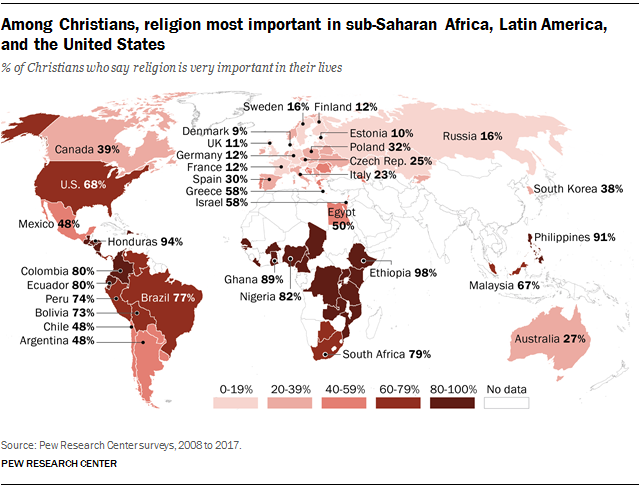 Among Christians, religion most important in sub-Saharan Africa, Latin America,
and the United States
% of Christians who say religion is very important in their lives
Sweden 16% Finland 12%
Denmark 9%
UK 11%
Germany 12%
France 12%
Spain 30%
Greece 58%
Israel 58%
Estonia 10%
Poland 32%
Czech Rep. 25%
Italy 23%
Russia 16%
Canada 39%
U.S. 68%
Mexico 48%
Honduras 94%
South Korea 38%
Egypt
50%
Philippines 91%
Colombia 80%
Ecuador 80%
Peru 74%
Bolivia 73%
Chile 48%
Argentina 48%
Brazil 77%
Ghana 89%
Nigeria 82%
Ethiopia 98%
Malaysia 67%
South Africa 79%
Australia 27%
0-19% 20-39% 40-59% 60-79% 80-100% No data
Source: Pew Research Center surveys, 2008 to 2017.
PEW RESEARCH CENTER